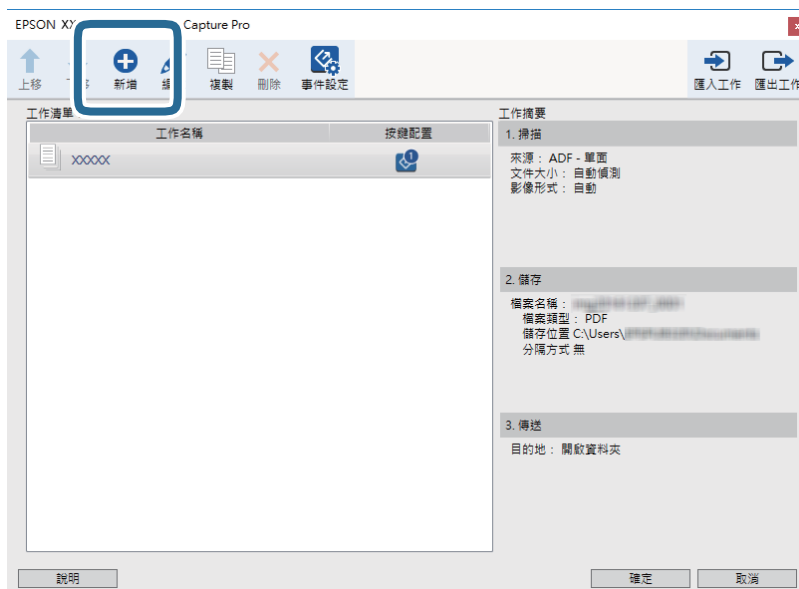 EPSON XX Capture Pro
上移 新增 複製 刪除 事件設定 匯入工作 匯出工作
工作清單
工作名稱 按鍵配置
XXXXX
1
工作摘要
1. 掃描
來源： ADF - 單面
文件大小： 自動偵測
影像形式： 自動
2. 儲存
檔案名稱：
檔案類型： PDF
儲存位置 C:\Users\
分隔方式 無
3. 傳送
目的地： 開啟資料夾
說明 確定 取消